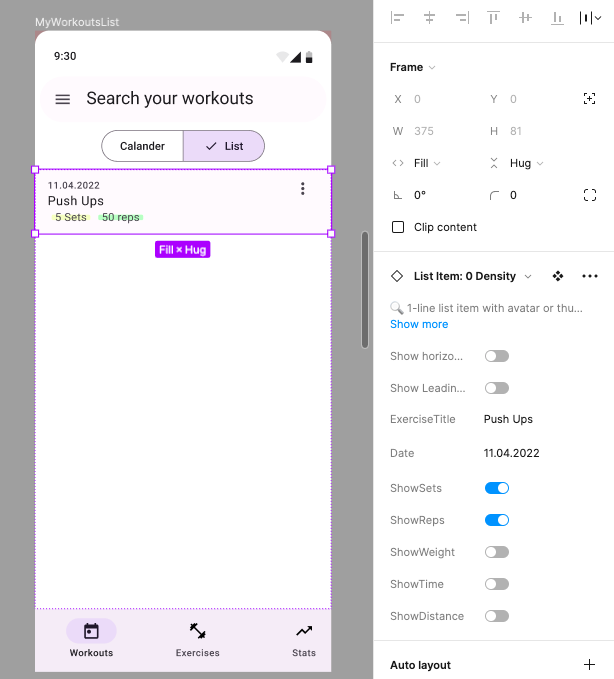 MyWorkoutsList
9:30
Search your workouts
Calander
List
11.04.2022
Push Ups
5 Sets 50 reps
Fill × Hug
Workouts
Exercises
Stats
Frame
X 0
Y 0
W 375
H 81
Fill
Hug
0°
0
Clip content
List Item: 0 Density
1-line list item with avatar or thu...
Show more
Show horizo...
Show Leadin...
ExerciseTitle Push Ups
Date 11.04.2022
ShowSets
ShowReps
ShowWeight
ShowTime
ShowDistance
Auto layout